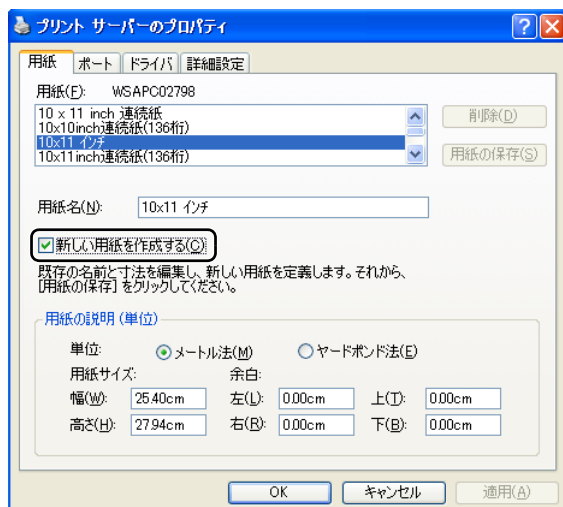 プリント サーバーのプロパティ
用紙 ポート ドライバ 詳細設定
用紙(F): WSAPC02798
10 x 11 inch 連続紙
10x10inch連続紙(136桁)
10x11 インチ
10x11inch連続紙(136桁)
削除(D)
用紙の保存(S)
用紙名(N): 10x11 インチ
新しい用紙を作成する(C)
既存の名前と寸法を編集し、新しい用紙を定義します。それから、
[用紙の保存] をクリックしてください。
用紙の説明 (単位)
単位: メートル法(M) ヤードポンド法(E)
用紙サイズ: 余白:
幅(W): 25.40cm 左(L): 0.00cm 上(T): 0.00cm
高さ(H): 27.94cm 右(R): 0.00cm 下(B): 0.00cm
OK キャンセル 適用(A)